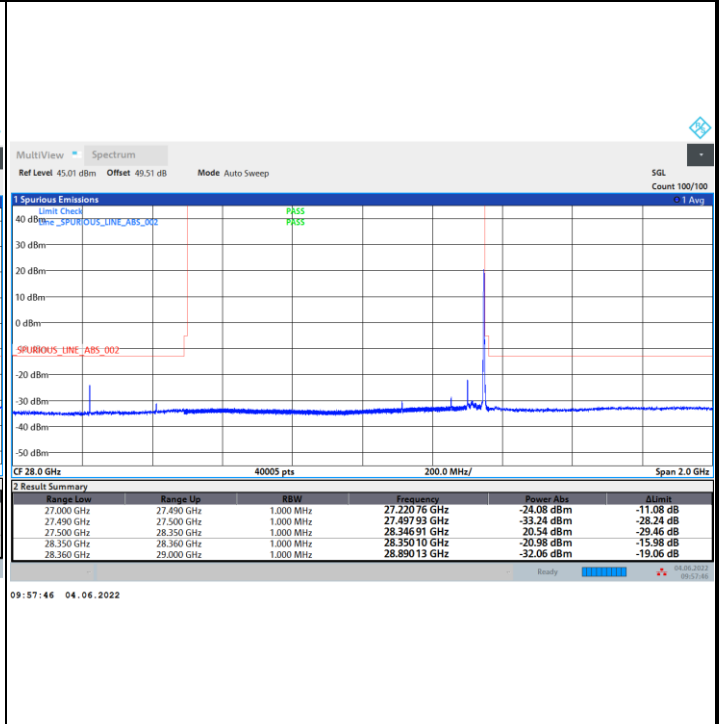 MultiView Spectrum
Ref Level 45.01 dBm Offset 49.51 dB Mode Auto Sweep SGL
Count 100/100
1 Spurious Emissions 1 Avg
Limit Check PASS
40 dBm
Line _SPURIOUS_LINE_ABS_002 PASS
30 dBm
20 dBm
10 dBm
0 dBm
_SPURIOUS_LINE_ABS_002
-20 dBm
-30 dBm
-40 dBm
-50 dBm
CF 28.0 GHz 40005 pts 200.0 MHz/ Span 2.0 GHz
2 Result Summary
Range Low Range Up RBW Frequency Power Abs ΔLimit
27.000 GHz 27.490 GHz 1.000 MHz 27.220 76 GHz -24.08 dBm -11.08 dB
27.490 GHz 27.500 GHz 1.000 MHz 27.497 93 GHz -33.24 dBm -28.24 dB
27.500 GHz 28.350 GHz 1.000 MHz 28.346 91 GHz 20.54 dBm -29.46 dB
28.350 GHz 28.360 GHz 1.000 MHz 28.350 10 GHz -20.98 dBm -15.98 dB
28.360 GHz 29.000 GHz 1.000 MHz 28.890 13 GHz -32.06 dBm -19.06 dB
Ready 04.06.2022
09:57:46
09:57:46 04.06.2022